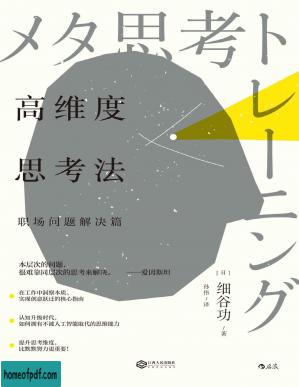 メタ思考トレーニング
高维度
思考法
职场问题解决篇
本层次的问题，
很难靠同层次的思考来解决。 ——爱因斯坦
在工作中洞察本质、
实现创意跃迁的核心指南
认知升级时代，
如何拥有不被人工智能取代的思维能力
提升思考维度，
比默默努力更重要！
[日] 细谷功 著
孙伟 译
江西人民出版社
后浪
homeofpdf.com